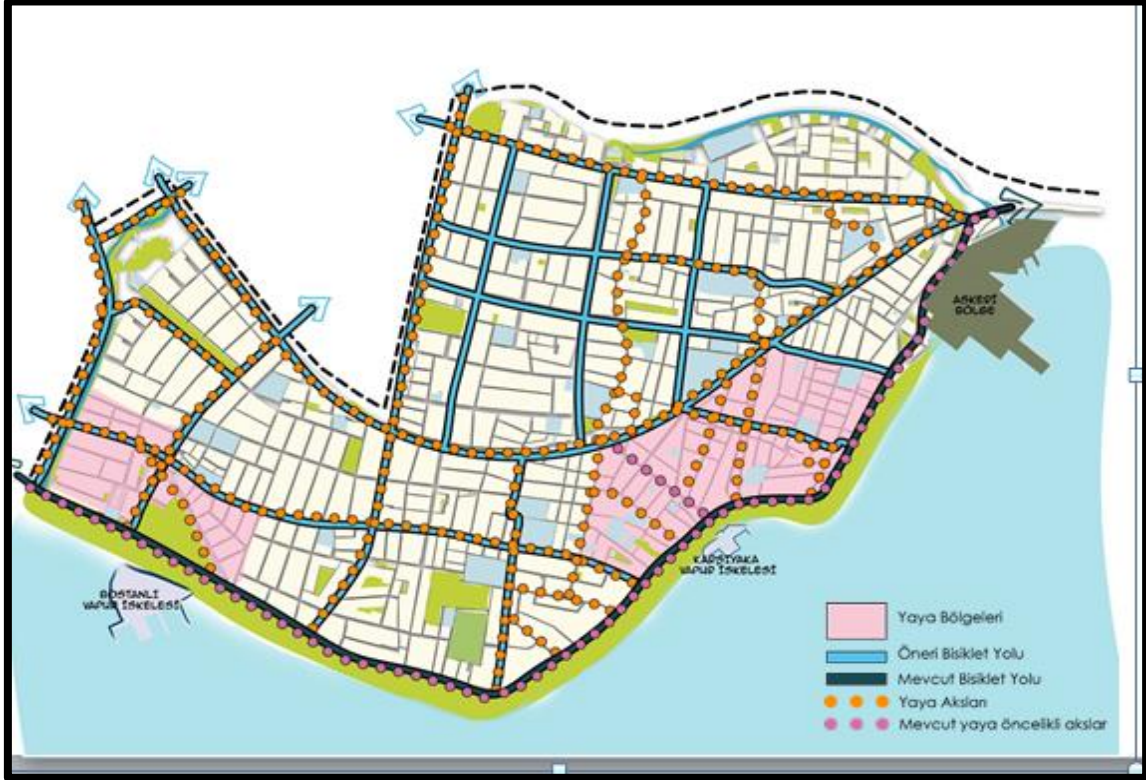 ASKERİ
BÖLGE
KARŞIYAKA
VAPUR İSKELESİ
BOSTANLI
VAPUR İSKELESİ
Yaya Bölgeleri
Öneri Bisiklet Yolu
Mevcut Bisiklet Yolu
Yaya Aksları
Mevcut yaya öncelikli akslar